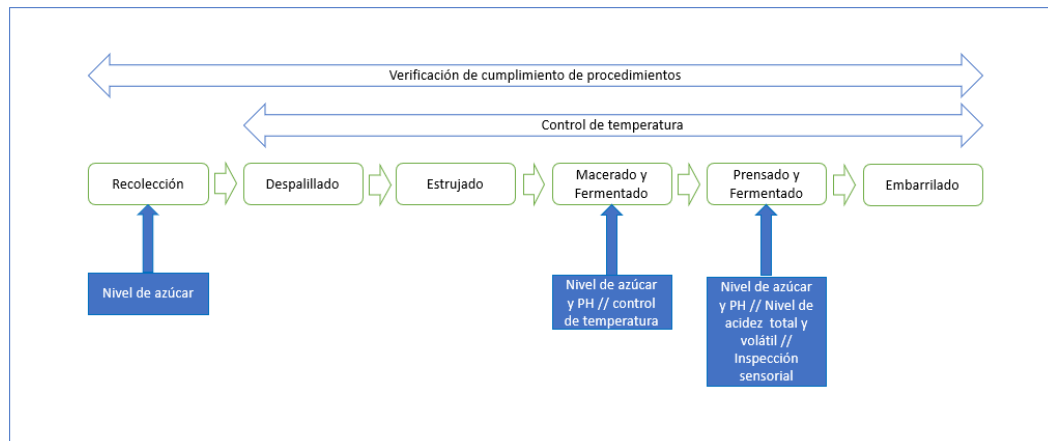 Verificación de cumplimiento de procedimientos
Control de temperatura
Recolección
Despalillado
Estrujado
Macerado y
Fermentado
Prensado y
Fermentado
Embarrilado
Nivel de azúcar
Nivel de azúcar
y PH // control
de temperatura
Nivel de azúcar
y PH // Nivel de
acidez total y
volátil //
Inspección
sensorial